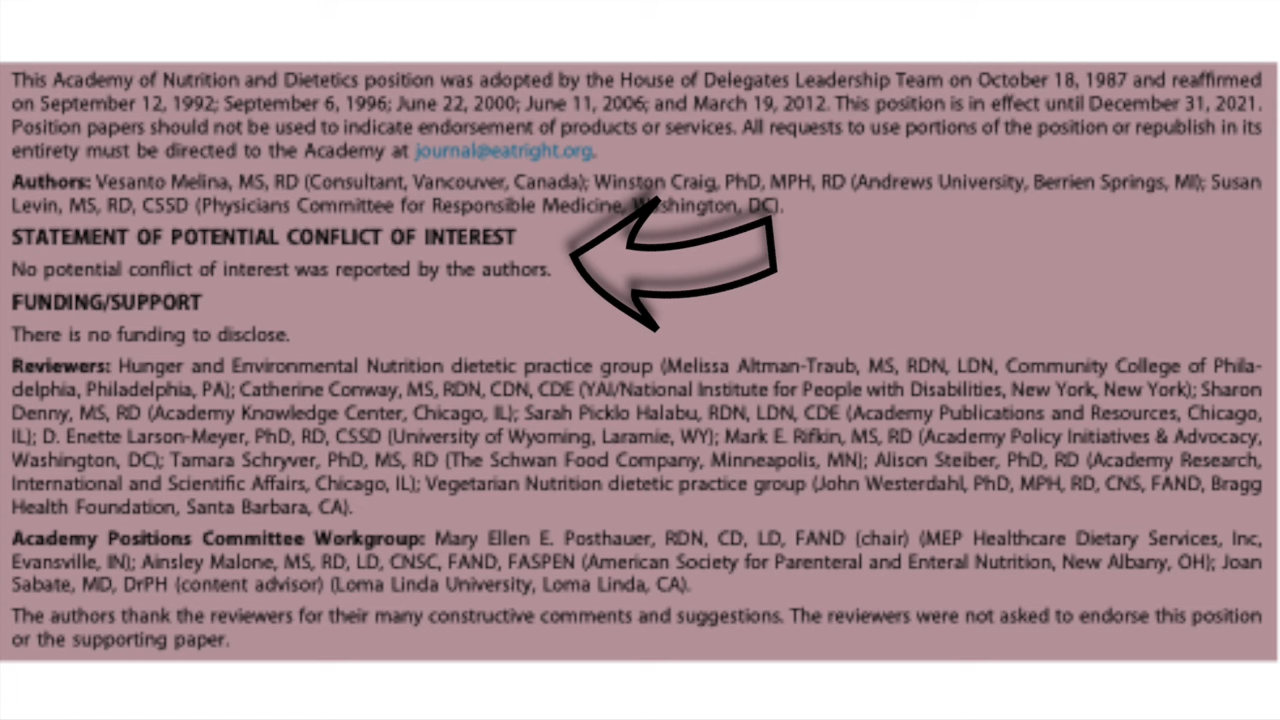 This Academy of Nutrition and Dietetics position was adopted by the House of Delegates Leadership Team on October 18, 1987 and reaffirmed
on September 12, 1992; September 6, 1996; June 22, 2000; June 11, 2006; and March 19, 2012. This position is in effect until December 31, 2021.
Position papers should not be used to indicate endorsement of products or services. All requests to use portions of the position or republish in its
entirety must be directed to the Academy at journal@eatright.org.
Authors: Vesanto Melina, MS, RD (Consultant, Vancouver, Canada); Winston Craig, PhD, MPH, RD (Andrews University, Berrien Springs, MI); Susan
Levin, MS, RD, CSSD (Physicians Committee for Responsible Medicine, Washington, DC).
STATEMENT OF POTENTIAL CONFLICT OF INTEREST
No potential conflict of interest was reported by the authors.
FUNDING/SUPPORT
There is no funding to disclose.
Reviewers: Hunger and Environmental Nutrition dietetic practice group (Melissa Altman-Traub, MS, RDN, LDN, Community College of Phila-
delphia, Philadelphia, PA); Catherine Conway, MS, RDN, CDN, CDE (YAI/National Institute for People with Disabilities, New York, New York); Sharon
Denny, MS, RD (Academy Knowledge Center, Chicago, IL); Sarah Picklo Halabu, RDN, LDN, CDE (Academy Publications and Resources, Chicago,
IL); D. Enette Larson-Meyer, PhD, RD, CSSD (University of Wyoming, Laramie, WY); Mark E. Rifkin, MS, RD (Academy Policy Initiatives & Advocacy,
Washington, DC); Tamara Schryver, PhD, MS, RD (The Schwan Food Company, Minneapolis, MN); Alison Steiber, PhD, RD (Academy Research,
International and Scientific Affairs, Chicago, IL); Vegetarian Nutrition dietetic practice group (John Westerdahl, PhD, MPH, RD, CNS, FAND, Bragg
Health Foundation, Santa Barbara, CA).
Academy Positions Committee Workgroup: Mary Ellen E. Posthauer, RDN, CD, LD, FAND (chair) (MEP Healthcare Dietary Services, Inc,
Evansville, IN); Ainsley Malone, MS, RD, LD, CNSC, FAND, FASPEN (American Society for Parenteral and Enteral Nutrition, New Albany, OH); Joan
Sabate, MD, DrPH (content advisor) (Loma Linda University, Loma Linda, CA).
The authors thank the reviewers for their many constructive comments and suggestions. The reviewers were not asked to endorse this position
or the supporting paper.